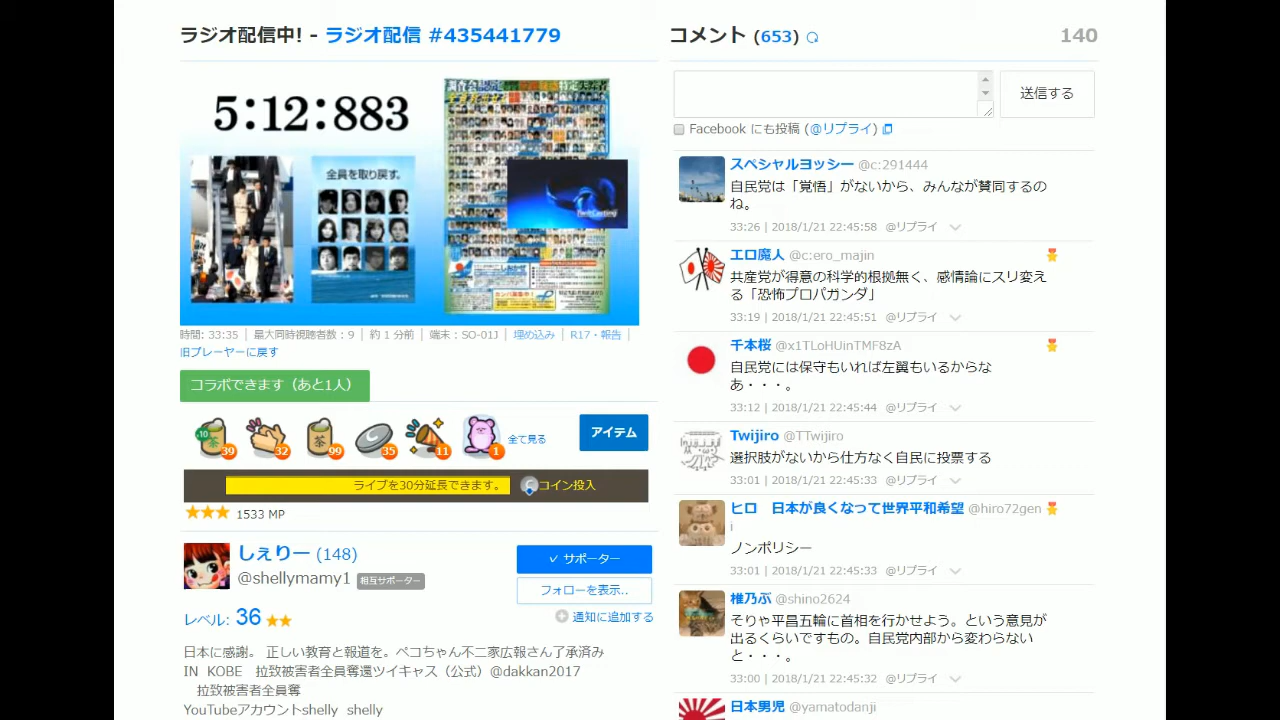 ラジオ配信中! - ラジオ配信 #435441779
5:12:883
全員を取り戻す。
TwitCasting
時間: 33:35 | 最大同時視聴者数 : 9 | 約 1 分前 | 端末 : SO-01J | 埋め込み | R17・報告 |
旧プレーヤーに戻す
コラボできます（あと1人）
+10
茶
39
32
茶
99
35
11
1
全て見る
アイテム
ライブを30分延長できます。
コイン投入
1533 MP
しぇりー (148)
@shellymamy1 相互サポーター
✓ サポーター
フォローを表示..
レベル: 36
通知に追加する
日本に感謝。 正しい教育と報道を。ペコちゃん不二家広報さん了承済み
IN KOBE 拉致被害者全員奪還ツイキャス（公式）@dakkan2017
拉致被害者全員奪
YouTubeアカウントshelly shelly
コメント (653)
140
送信する
Facebook にも投稿 (@リプライ)
スペシャルヨッシー @c:291444
自民党は「覚悟」がないから、みんなが賛同するの
ね。
33:26 | 2018/1/21 22:45:58 @リプライ
エロ魔人 @c:ero_majin
共産党が得意の科学的根拠無く、感情論にスリ変え
る「恐怖プロパガンダ」
33:19 | 2018/1/21 22:45:51 @リプライ
千本桜 @x1TLoHUinTMF8zA
自民党には保守もいれば左翼もいるからな
あ・・・。
33:12 | 2018/1/21 22:45:44 @リプライ
Twijiro @TTwijiro
選択肢がないから仕方なく自民に投票する
33:01 | 2018/1/21 22:45:33 @リプライ
ヒロ 日本が良くなって世界平和希望 @hiro72gen
i
ノンポリシー
33:01 | 2018/1/21 22:45:33 @リプライ
椎乃ぶ @shino2624
そりゃ平昌五輪に首相を行かせよう。という意見が
出るくらいですもの。自民党内部から変わらない
と・・・。
33:00 | 2018/1/21 22:45:32 @リプライ
日本男児 @yamatodanji